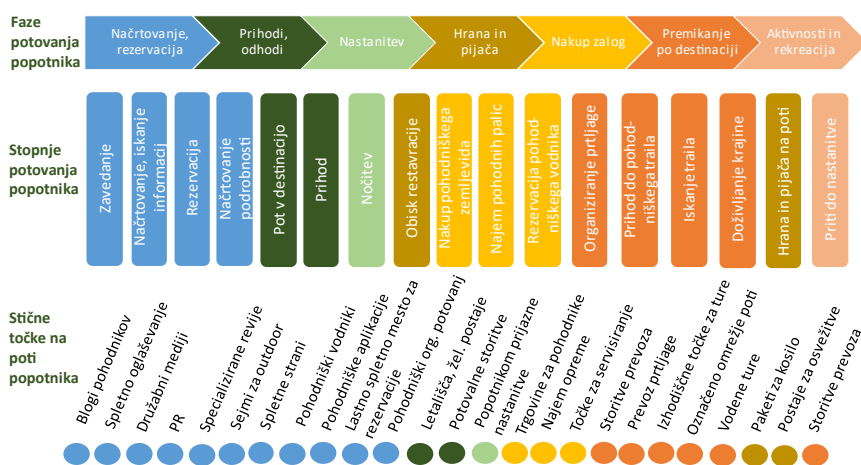 Faze
potovanja
popotnika
Načrtovanje,
rezervacija
Prihodi,
odhodi
Nastanitev
Hrana in
pijača
Nakup zalog
Premikanje
po destinaciji
Aktivnosti in
rekreacija
Stopnje
potovanja
popotnika
Zavedanje
Načrtovanje, iskanje
informacij
Rezervacija
Načrtovanje
podrobnosti
Pot v destinacijo
Prihod
Nočitev
Obisk restavracije
Nakup pohodniškega
zemljevida
Najem pohodnih palic
Rezervacija pohod-
niškega vodnika
Organiziranje prtljage
Prihod do pohod-
niškega traila
Iskanje traila
Doživljanje krajine
Hrana in pijača na poti
Priti do nastanitve
Stične
točke na
poti
popotnika
Blogi pohodnikov
Spletno oglaševanje
Družabni mediji
PR
Specializirane revije
Sejmi za outdoor
Spletne strani
Pohodniški vodniki
Pohodniške aplikacije
Lastno spletno mesto za
rezervacije
Pohodniški org. potovanj
Letališča, žel. postaje
Potovalne storitve
Popotnikom prijazne
nastanitve
Trgovine za pohodnike
Najem opreme
Točke za servisiranje
Storitve prevoza
Prevoz prtljage
Izhodiščne točke za ture
Označeno omrežje poti
Vodene ture
Paketi za kosilo
Postaje za osvežitve
Storitve prevoza